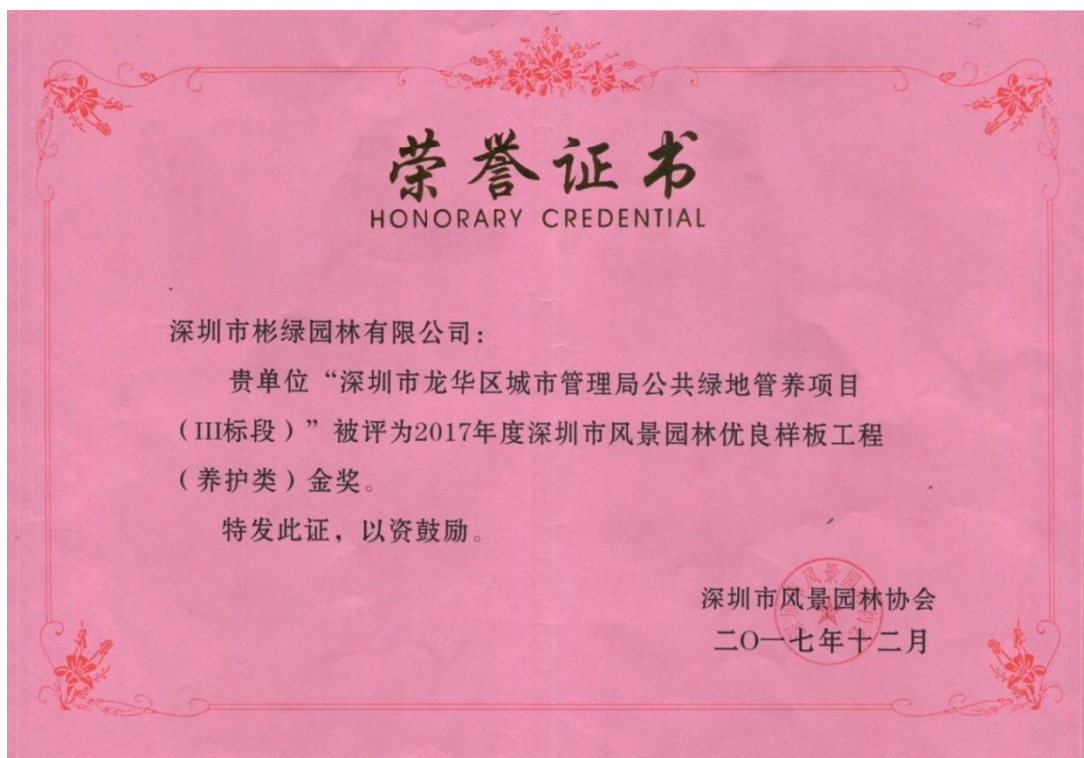 荣誉证书
HONORARY CREDENTIAL
深圳市彬绿园林有限公司：
贵单位“深圳市龙华区城市管理局公共绿地管养项目
（III标段）”被评为2017年度深圳市风景园林优良样板工程
（养护类）金奖。
特发此证，以资鼓励。
深圳市风景园林协会
二〇一七年十二月